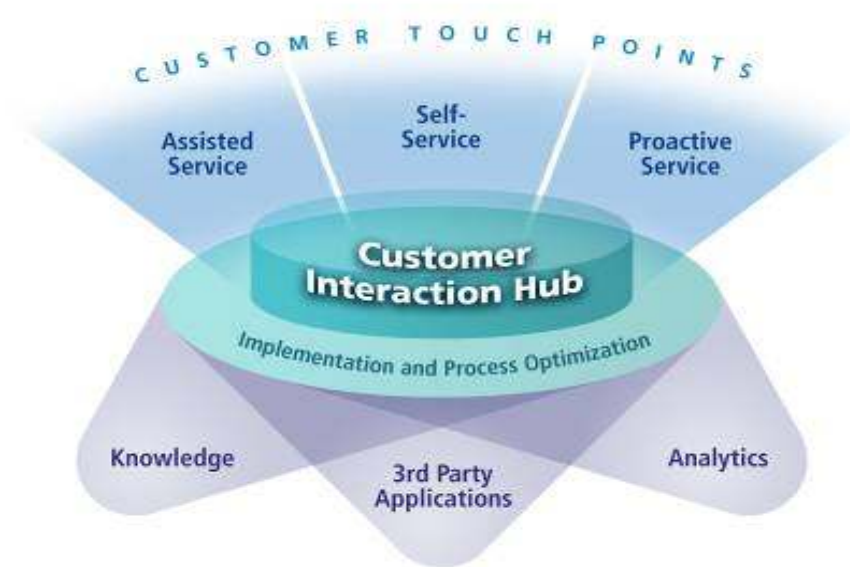 CUSTOMER TOUCH POINTS
Assisted
Service
Self-
Service
Proactive
Service
Customer
Interaction Hub
Implementation and Process Optimization
Knowledge
3rd Party
Applications
Analytics